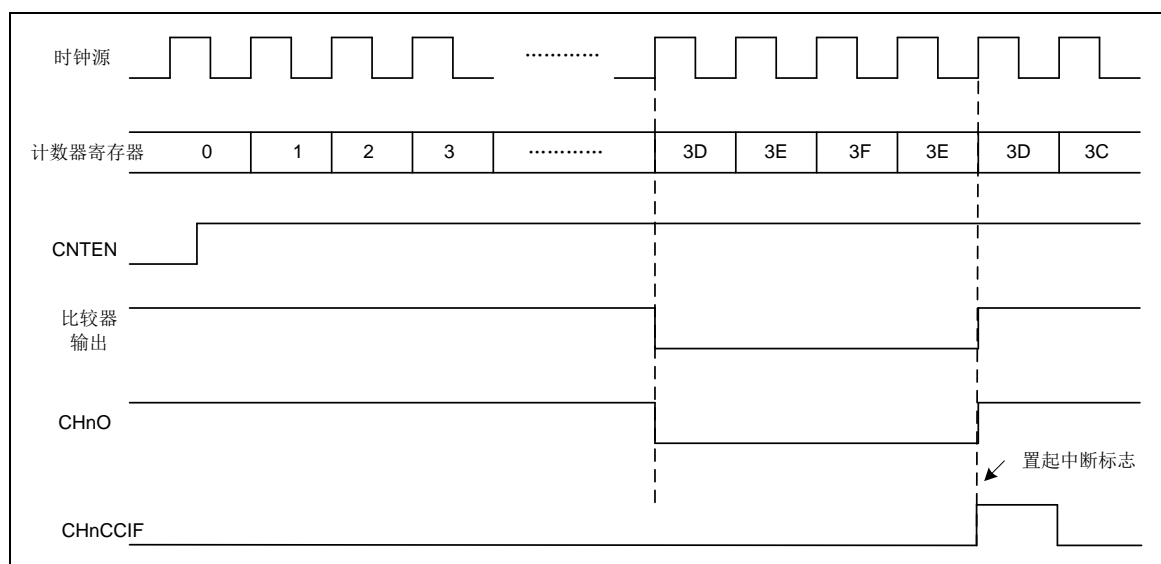 时钟源
…………
计数器寄存器 0 1 2 3 ………… 3D 3E 3F 3E 3D 3C
CNTEN
比较器
输出
CHnO
置起中断标志
CHnCCIF